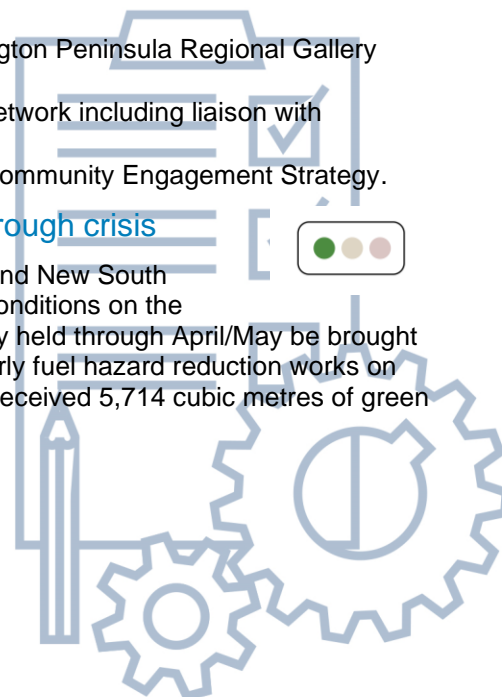 gton Peninsula Regional Gallery
etwork including liaison with
ommunity Engagement Strategy.
rough crisis
nd New South
onditions on the
y held through April/May be brought
rly fuel hazard reduction works on
received 5,714 cubic metres of green